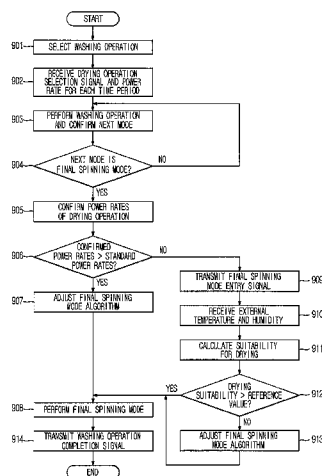 START
901
SELECT WASHING OPERATION
902
RECEIVE DRYING OPERATION
SELECTION SIGNAL AND POWER
RATE FOR EACH TIME PERIOD
903
PERFORM WASHING OPERATION
AND CONFIRM NEXT MODE
904
NEXT MODE IS
FINAL SPINNING MODE?
NO
YES
905
CONFIRM POWER RATES
OF DRYING OPERATION
906
CONFIRMED
POWER RATES > STANDARD
POWER RATES?
NO
YES
907
ADJUST FINAL SPINNING
MODE ALGORITHM
TRANSMIT FINAL SPINNING
MODE ENTRY SIGNAL
909
RECEIVE EXTERNAL
TEMPERATURE AND HUMIDITY
910
CALCULATE SUITABILITY
FOR DRYING
911
DRYING
SUITABILITY > REFERENCE
VALUE?
912
YES
NO
908
PERFORM FINAL SPINNING MODE
ADJUST FINAL SPINNING
MODE ALGORITHM
913
914
TRANSMIT WASHING OPERATION
COMPLETION SIGNAL
END